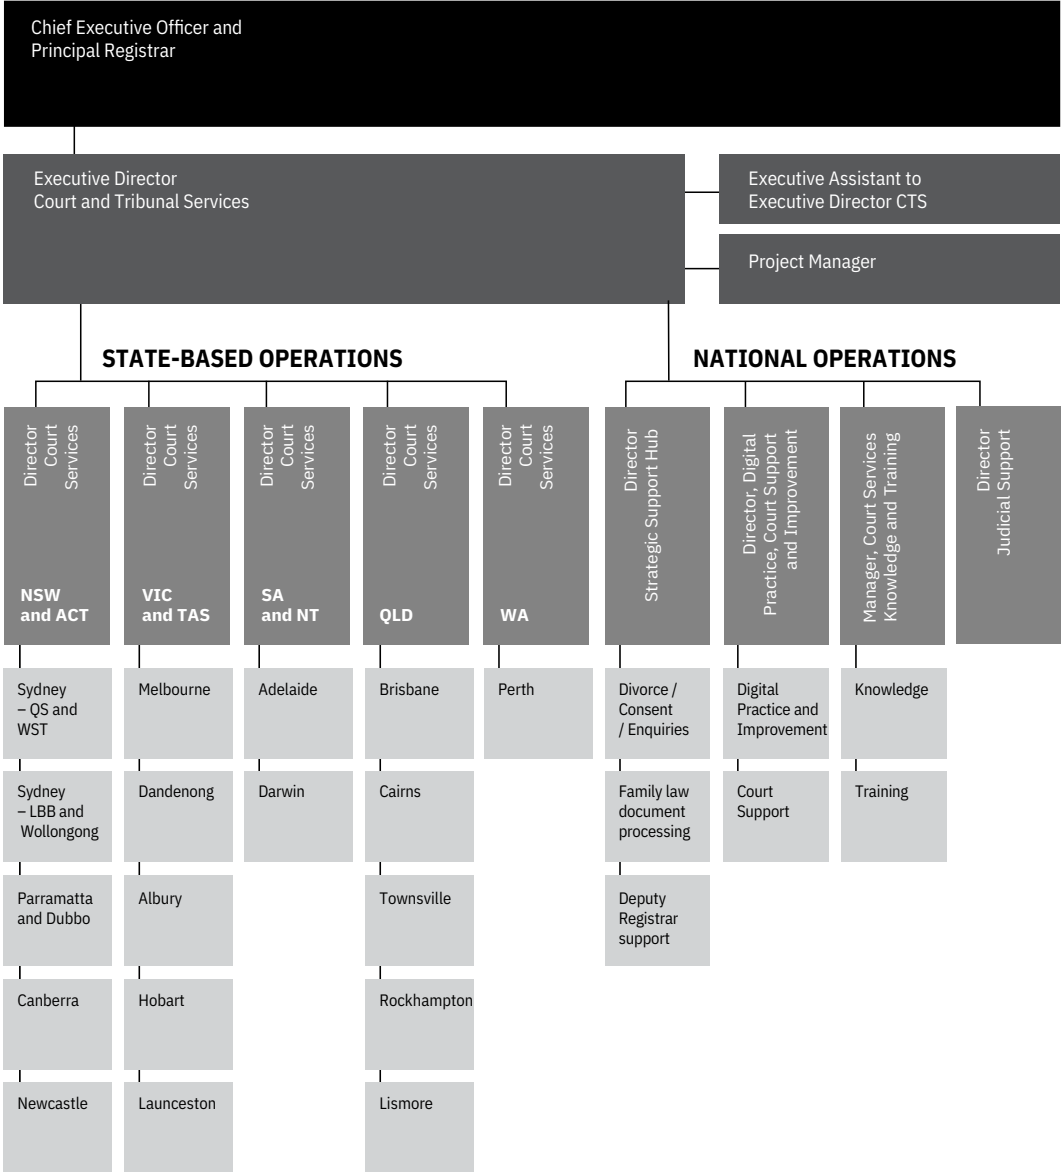 Chief Executive Officer and
Principal Registrar
Executive Director
Court and Tribunal Services
Executive Assistant to
Executive Director CTS
Project Manager
STATE-BASED OPERATIONS
NATIONAL OPERATIONS
Director
Court
Services
NSW
and ACT
Director
Court
Services
VIC
and TAS
Director
Court
Services
SA
and NT
Director
Court
Services
QLD
Director
Court
Services
WA
Director
Strategic Support Hub
Director, Digital
Practice, Court Support
and Improvement
Manager, Court Services
Knowledge and Training
Director
Judicial Support
Sydney
– QS and
WST
Melbourne
Adelaide
Brisbane
Perth
Divorce /
Consent
/ Enquiries
Digital
Practice and
Improvement
Knowledge
Sydney
– LBB and
Wollongong
Dandenong
Darwin
Cairns
Family law
document
processing
Court
Support
Training
Parramatta
and Dubbo
Albury
Townsville
Deputy
Registrar
support
Canberra
Hobart
Rockhampton
Newcastle
Launceston
Lismore